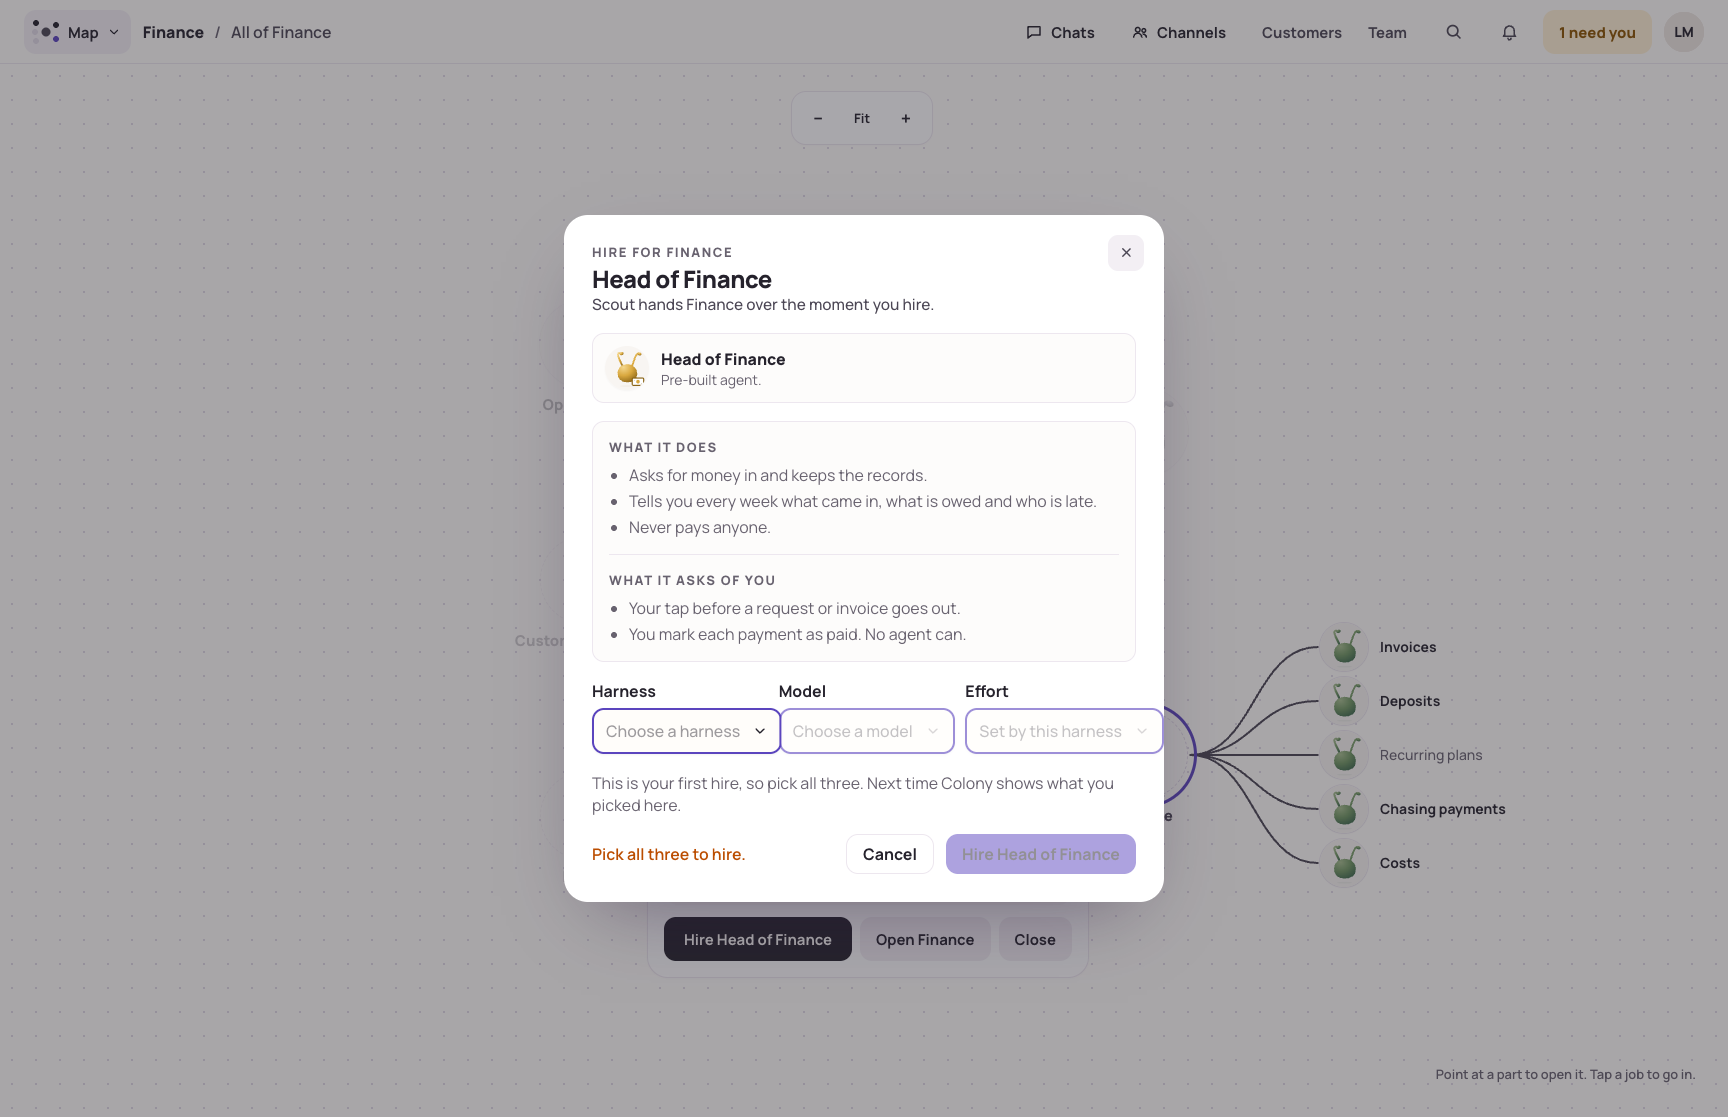 Map
Finance / All of Finance
Chats
Channels
Customers
Team
1 need you
LM
− Fit +
HIRE FOR FINANCE
Head of Finance
Scout hands Finance over the moment you hire.
Head of Finance
Pre-built agent.
WHAT IT DOES
Asks for money in and keeps the records.
Tells you every week what came in, what is owed and who is late.
Never pays anyone.
WHAT IT ASKS OF YOU
Your tap before a request or invoice goes out.
You mark each payment as paid. No agent can.
Harness
Model
Effort
Choose a harness
Choose a model
Set by this harness
This is your first hire, so pick all three. Next time Colony shows what you
picked here.
Pick all three to hire.
Cancel
Hire Head of Finance
Invoices
Deposits
Recurring plans
Chasing payments
Costs
Hire Head of Finance
Open Finance
Close
Point at a part to open it. Tap a job to go in.